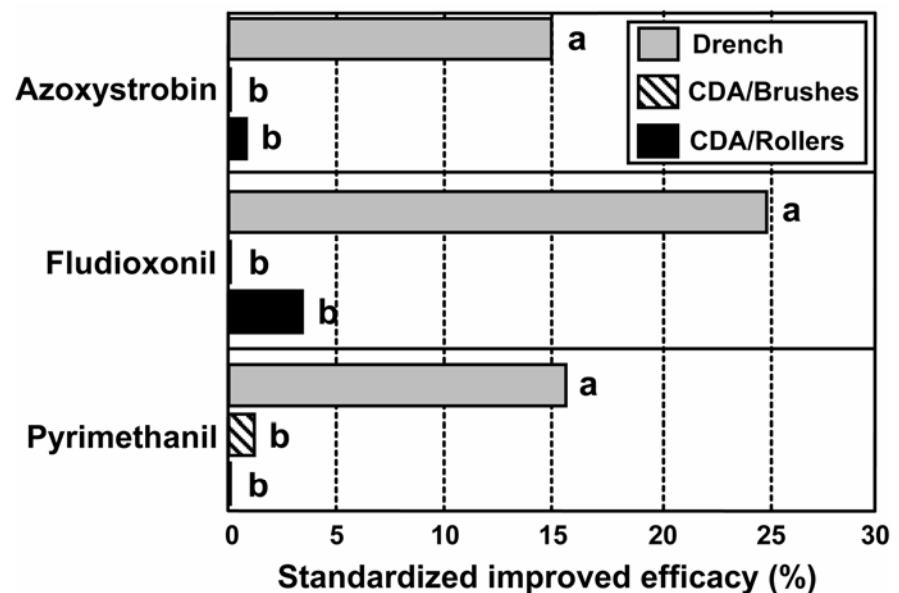 a
Drench
Azoxystrobin b CDA/Brushes
b CDA/Rollers
a
Fludioxonil b
b
a
Pyrimethanil b
b
0 5 10 15 20 25 30
Standardized improved efficacy (%)